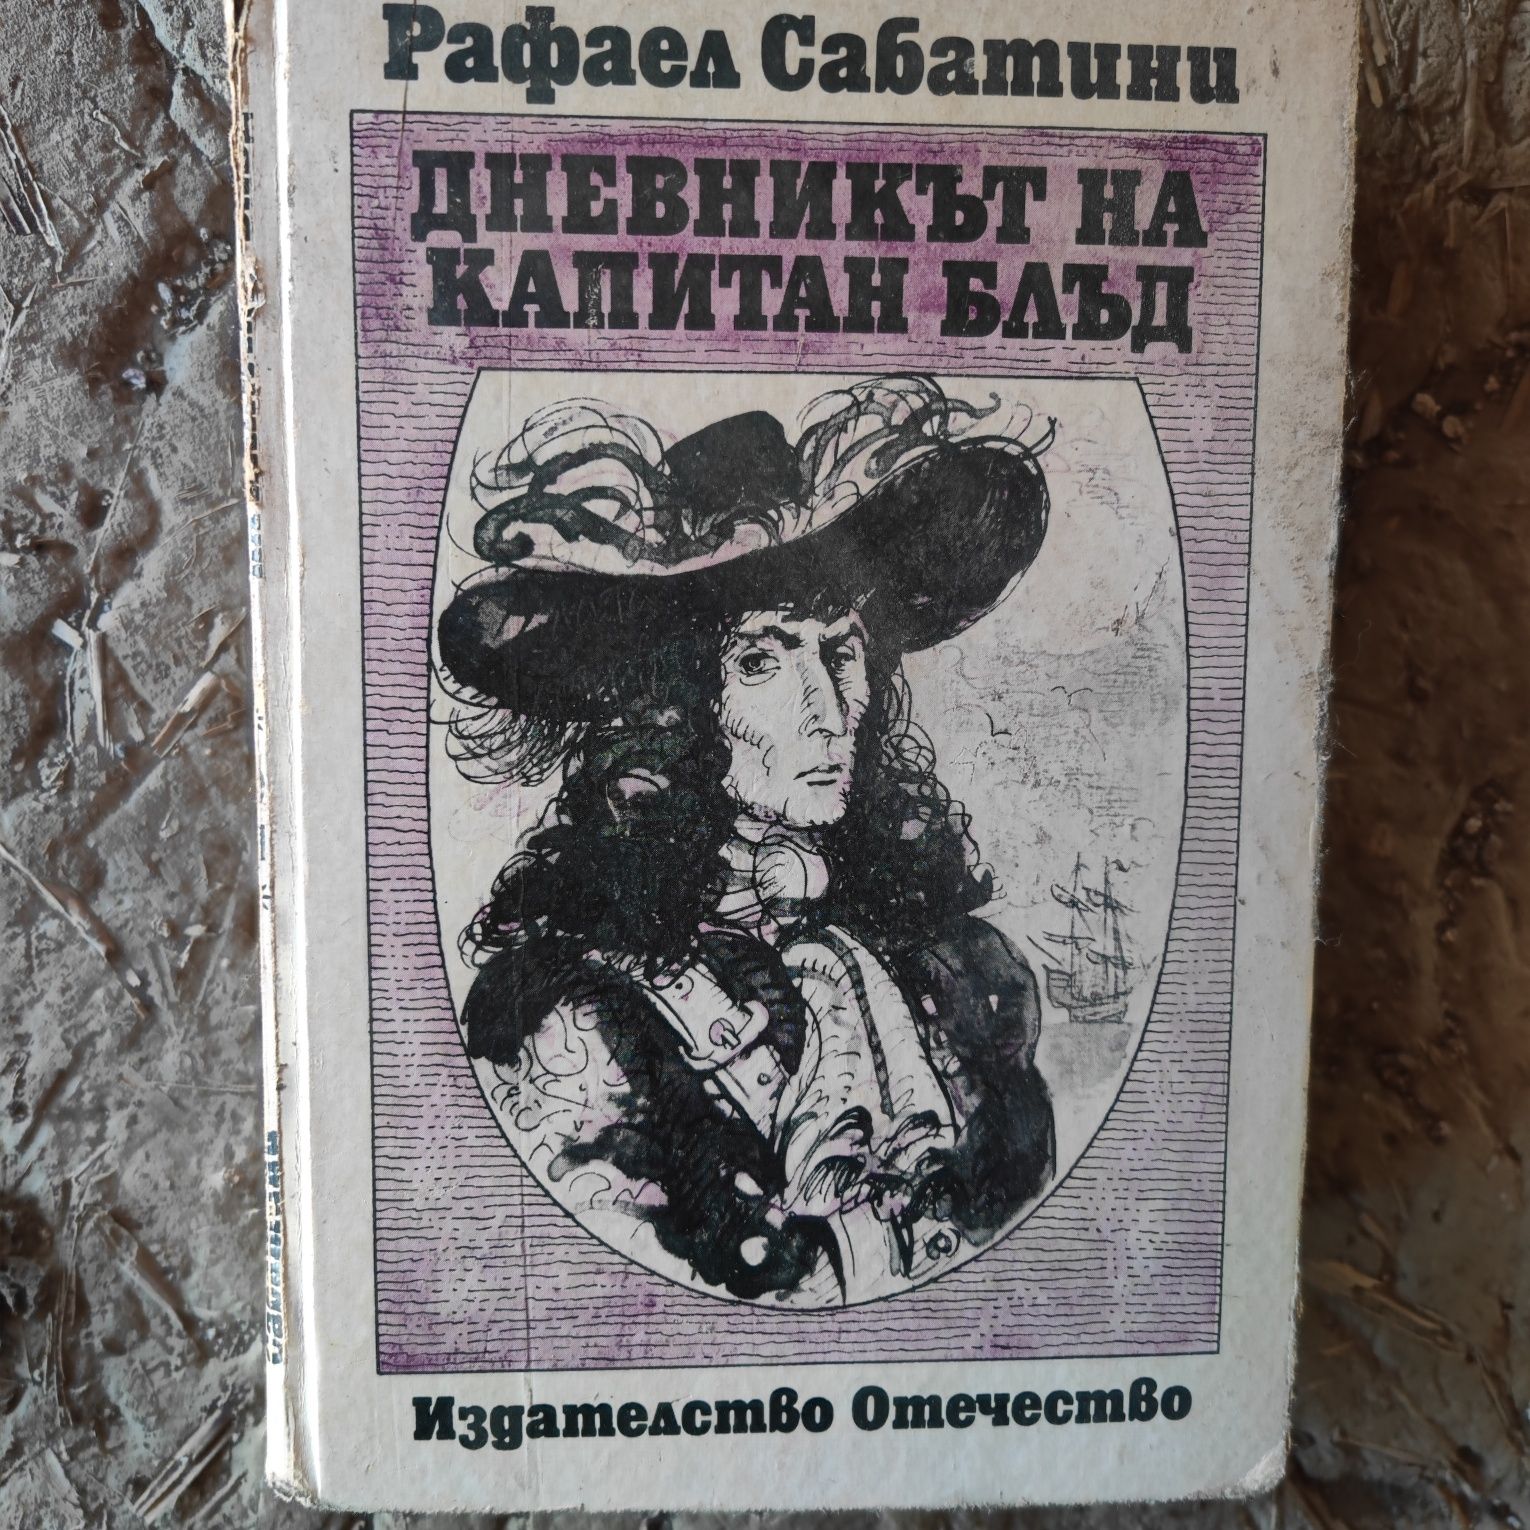 Рафаел Сабатини
ДНЕВНИКЪТ НА
КАПИТАН БЛЪД
Издателство Отечество